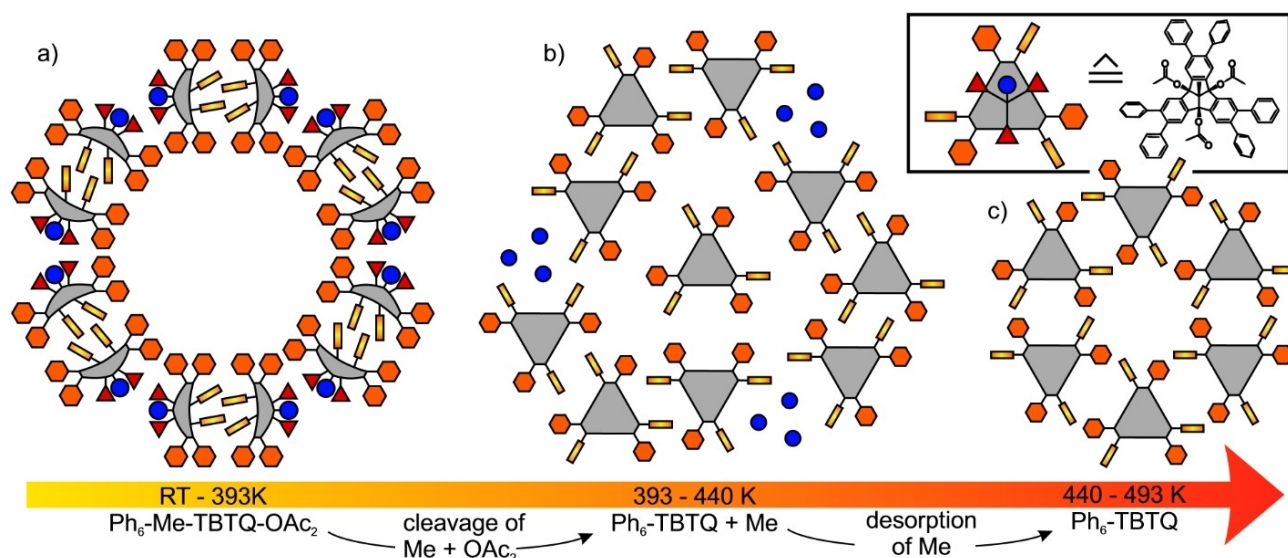 a)
b)
c)
RT - 393K
393 - 440 K
440 - 493 K
Ph₆-Me-TBTQ-OAc₂
cleavage of
Me + OAc₂
Ph₆-TBTQ + Me
desorption
of Me
Ph₆-TBTQ